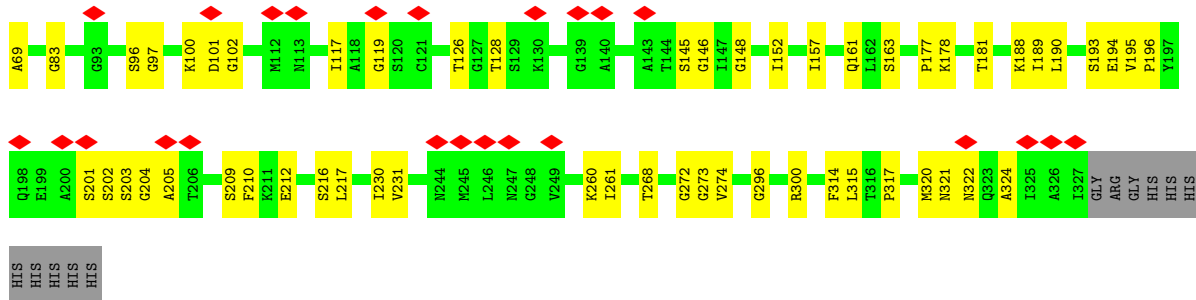 A69 G83 G93 S96 G97 K100 D101 G102 M112 N113 I117 A118 G119 S120 C121 T126 G127 T128 S129 K130 G139 A140 A143 T144 S145 G146 I147 G148 I152 I157 Q161 L162 S163 P177 K178 T181 K188 I189 L190 S193 E194 V195 P196 Y197
Q198 E199 A200 S201 S202 S203 G204 A205 T206 S209 F210 K211 E212 S216 L217 I230 V231 N244 M245 L246 N247 G248 V249 K260 I261 T268 G272 G273 V274 G296 R300 F314 L315 T316 P317 M320 N321 N322 Q323 A324 I325 A326 I327 GLY ARG GLY HIS HIS HIS
HIS HIS HIS HIS HIS